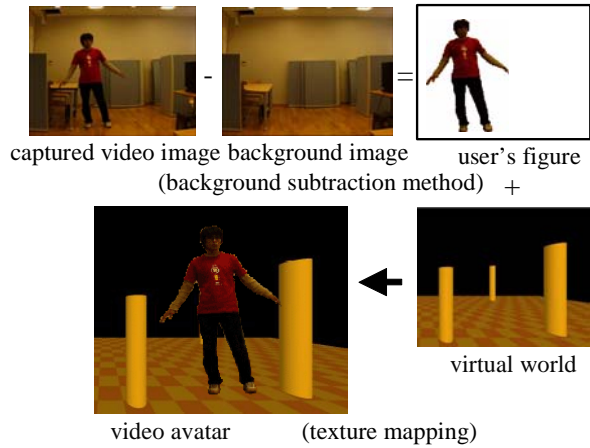 - =
captured video image background image
user's figure
(background subtraction method)
+
virtual world
video avatar
(texture mapping)